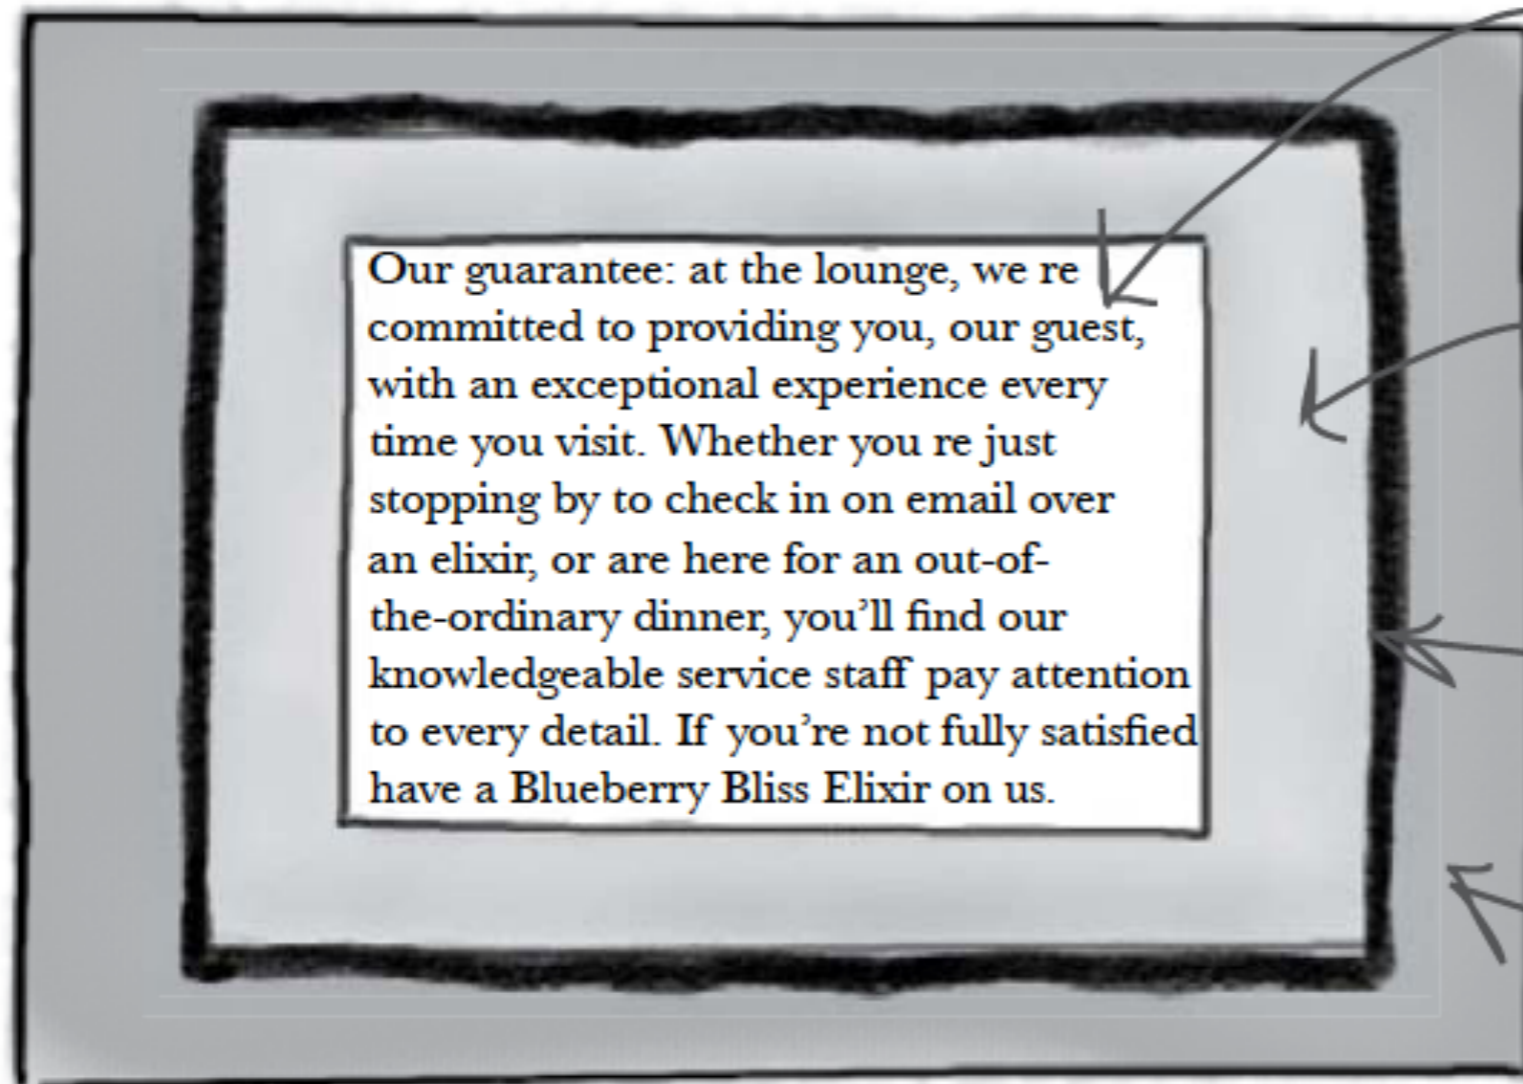 Our guarantee: at the lounge, we re
committed to providing you, our guest,
with an exceptional experience every
time you visit. Whether you re just
stopping by to check in on email over
an elixir, or are here for an out-of-
the-ordinary dinner, you’ll find our
knowledgeable service staff pay attention
to every detail. If you’re not fully satisfied
have a Blueberry Bliss Elixir on us.